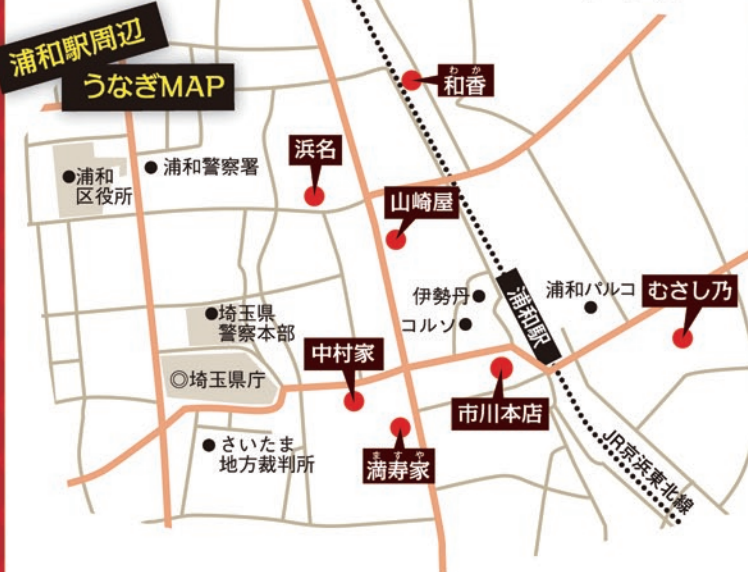 浦和駅周辺
うなぎMAP
わか
和香
浜名
浦和警察署
浦和
区役所
山崎屋
伊勢丹
コルソ
浦和駅
浦和パルコ
むさし乃
埼玉県
警察本部
中村家
◎埼玉県庁
市川本店
さいたま
地方裁判所
ますや
満寿家
JR京浜東北線